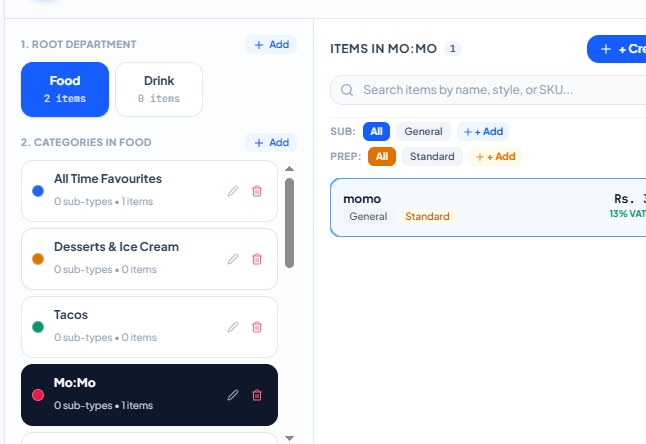 1. ROOT DEPARTMENT
+ Add
Food
2 items
Drink
0 items
2. CATEGORIES IN FOOD
+ Add
All Time Favourites
0 sub-types • 1 items
Desserts & Ice Cream
0 sub-types • 0 items
Tacos
0 sub-types • 0 items
Mo:Mo
0 sub-types • 1 items
ITEMS IN MO:MO 1
+ Cre
Search items by name, style, or SKU...
SUB: All General + + Add
PREP: All Standard + + Add
momo
Rs. 3
General Standard
13% VAT